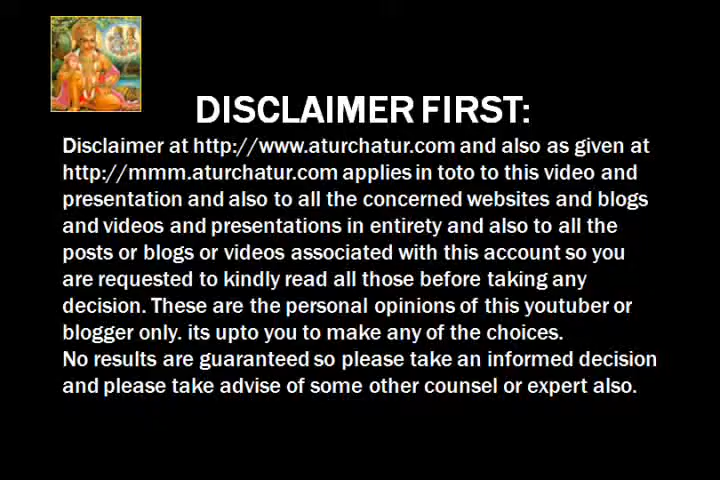 DISCLAIMER FIRST:
Disclaimer at http://www.aturchatur.com and also as given at
http://mmm.aturchatur.com applies in toto to this video and
presentation and also to all the concerned websites and blogs
and videos and presentations in entirety and also to all the
posts or blogs or videos associated with this account so you
are requested to kindly read all those before taking any
decision. These are the personal opinions of this youtuber or
blogger only. its upto you to make any of the choices.
No results are guaranteed so please take an informed decision
and please take advise of some other counsel or expert also.